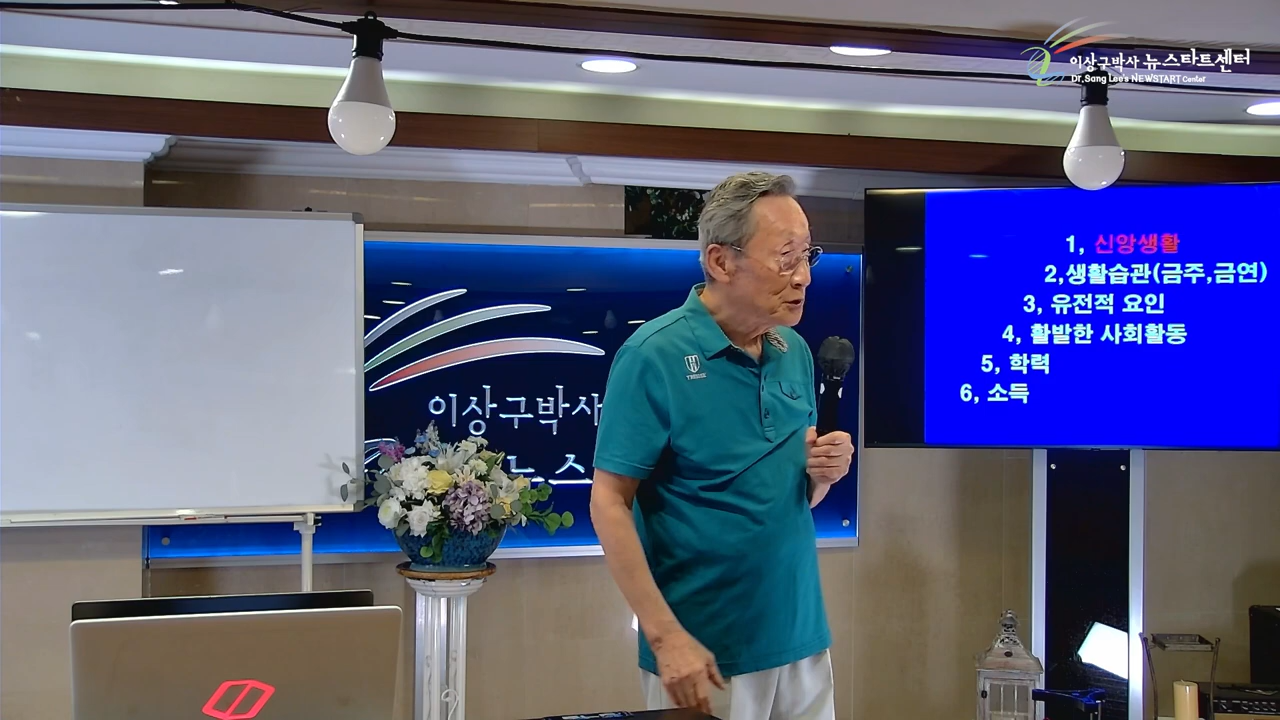 이상구박사 뉴스타트센터
Dr.Sang Lee's NEWSTART Center
1, 신앙생활
2,생활습관(금주,금연)
3, 유전적 요인
4, 활발한 사회활동
5, 학력
6, 소득
이상구박사
뉴스